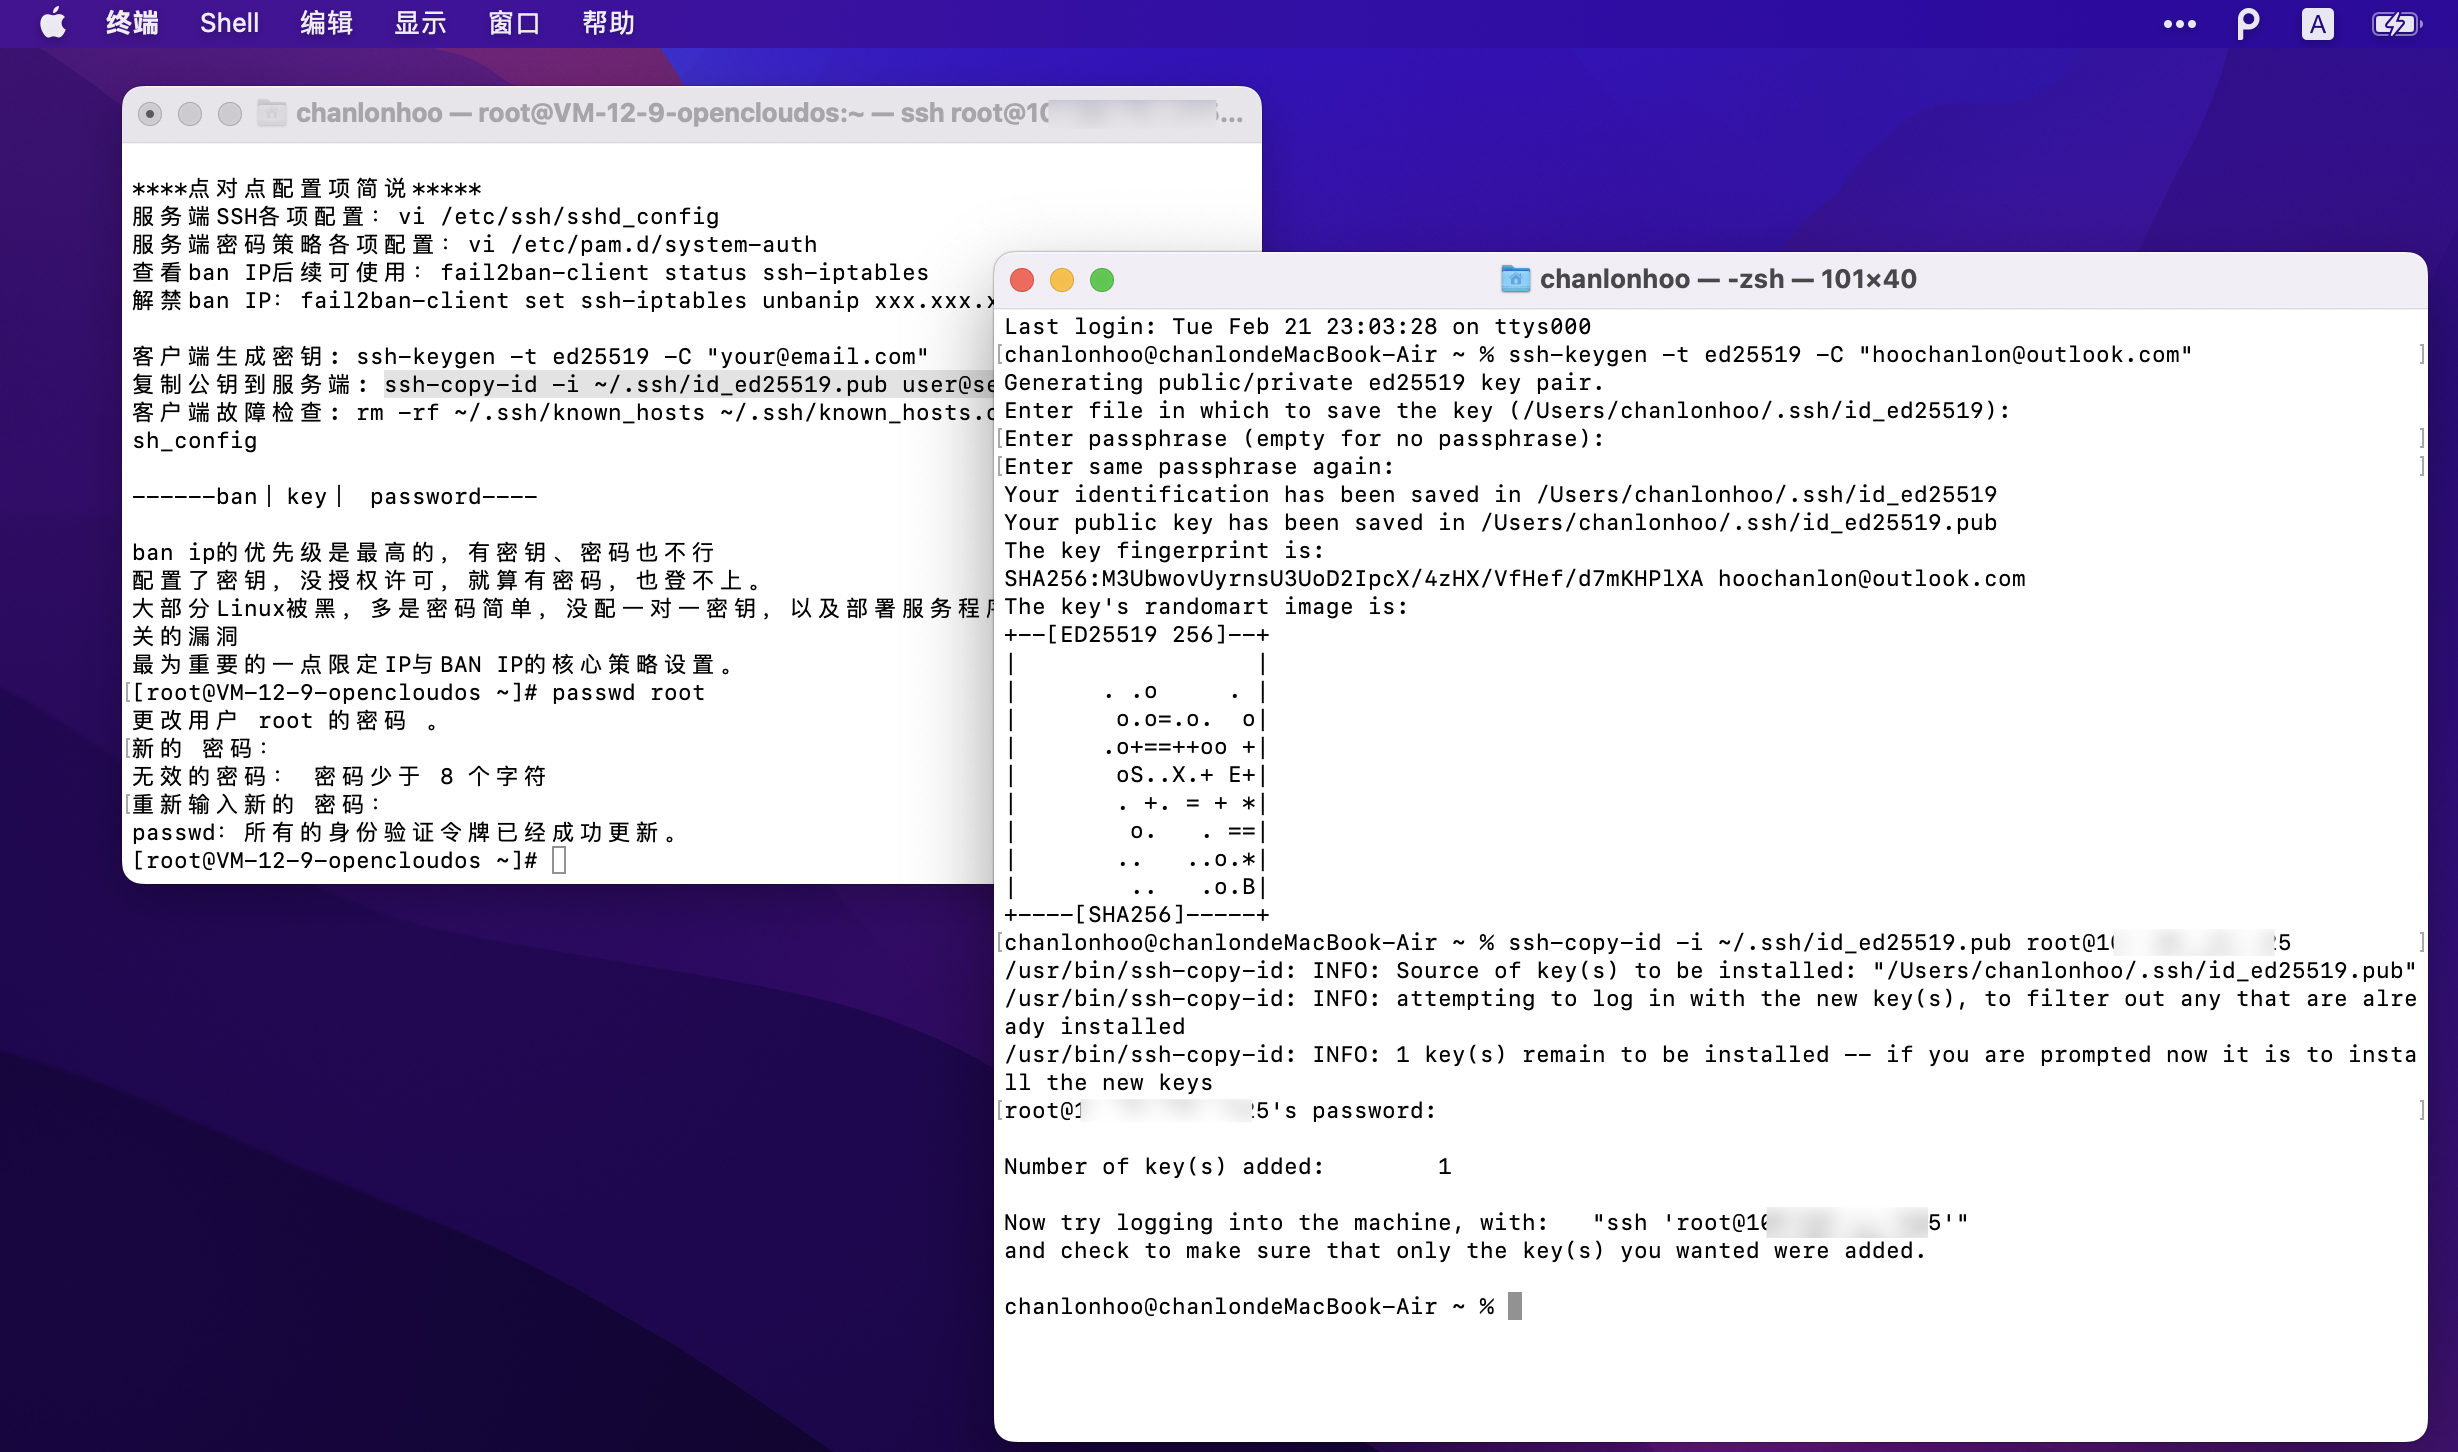 终端 Shell 编辑 显示 窗口 帮助
A
chanlonhoo — root@VM-12-9-opencloudos:~ — ssh root@10
****点对点配置项简说*****
服务端SSH各项配置：vi /etc/ssh/sshd_config
服务端密码策略各项配置：vi /etc/pam.d/system-auth
查看ban IP后续可使用：fail2ban-client status ssh-iptables
解禁ban IP：fail2ban-client set ssh-iptables unbanip xxx.xxx.x
客户端生成密钥：ssh-keygen -t ed25519 -C "your@email.com"
复制公钥到服务端：ssh-copy-id -i ~/.ssh/id_ed25519.pub user@se
客户端故障检查：rm -rf ~/.ssh/known_hosts ~/.ssh/known_hosts.
sh_config
------ban｜key｜ password----
ban ip的优先级是最高的，有密钥、密码也不行
配置了密钥，没授权许可，就算有密码，也登不上。
大部分Linux被黑，多是密码简单，没配一对一密钥，以及部署服务程序
关的漏洞
最为重要的一点限定IP与BAN IP的核心策略设置。
[root@VM-12-9-opencloudos ~]# passwd root
更改用户 root 的密码 。
新的 密码：
无效的密码： 密码少于 8 个字符
重新输入新的 密码：
passwd：所有的身份验证令牌已经成功更新。
[root@VM-12-9-opencloudos ~]#
chanlonhoo — -zsh — 101×40
Last login: Tue Feb 21 23:03:28 on ttys000
chanlonhoo@chanlondeMacBook-Air ~ % ssh-keygen -t ed25519 -C "hoochanlon@outlook.com"
Generating public/private ed25519 key pair.
Enter file in which to save the key (/Users/chanlonhoo/.ssh/id_ed25519):
Enter passphrase (empty for no passphrase):
Enter same passphrase again:
Your identification has been saved in /Users/chanlonhoo/.ssh/id_ed25519
Your public key has been saved in /Users/chanlonhoo/.ssh/id_ed25519.pub
The key fingerprint is:
SHA256:M3UbwovUyrnsU3UoD2IpcX/4zHX/VfHef/d7mKHPlXA hoochanlon@outlook.com
The key's randomart image is:
+--[ED25519 256]--+
|                 |
|      . .o     . |
|       o.o=.o.  o|
|      .o+==++oo +|
|       oS..X.+ E+|
|       . +. = + *|
|        o.   . ==|
|       ..   ..o.*|
|        ..   .o.B|
+----[SHA256]-----+
chanlonhoo@chanlondeMacBook-Air ~ % ssh-copy-id -i ~/.ssh/id_ed25519.pub root@10 25
/usr/bin/ssh-copy-id: INFO: Source of key(s) to be installed: "/Users/chanlonhoo/.ssh/id_ed25519.pub"
/usr/bin/ssh-copy-id: INFO: attempting to log in with the new key(s), to filter out any that are alre
ady installed
/usr/bin/ssh-copy-id: INFO: 1 key(s) remain to be installed -- if you are prompted now it is to insta
ll the new keys
root@1 25's password:
Number of key(s) added:        1
Now try logging into the machine, with:   "ssh 'root@10 5'"
and check to make sure that only the key(s) you wanted were added.
chanlonhoo@chanlondeMacBook-Air ~ %